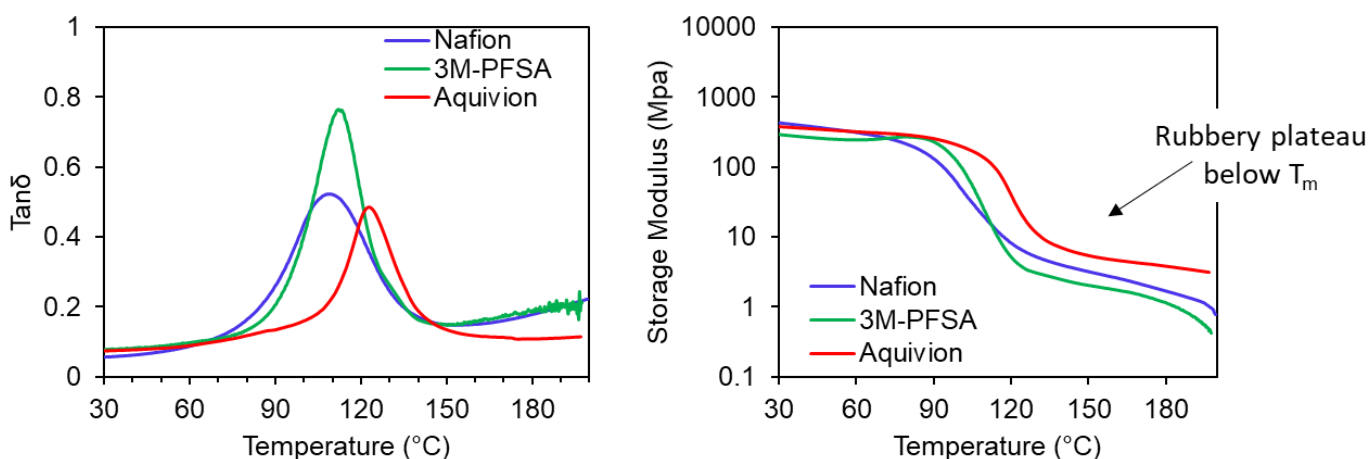 1
0.8
0.6
0.4
0.2
0
Tanδ
30 60 90 120 150 180
Temperature (°C)
Nafion
3M-PFSA
Aquivion
10000
1000
100
10
1
0.1
Storage Modulus (Mpa)
30 60 90 120 150 180
Temperature (°C)
Nafion
3M-PFSA
Aquivion
Rubbery plateau
below Tm